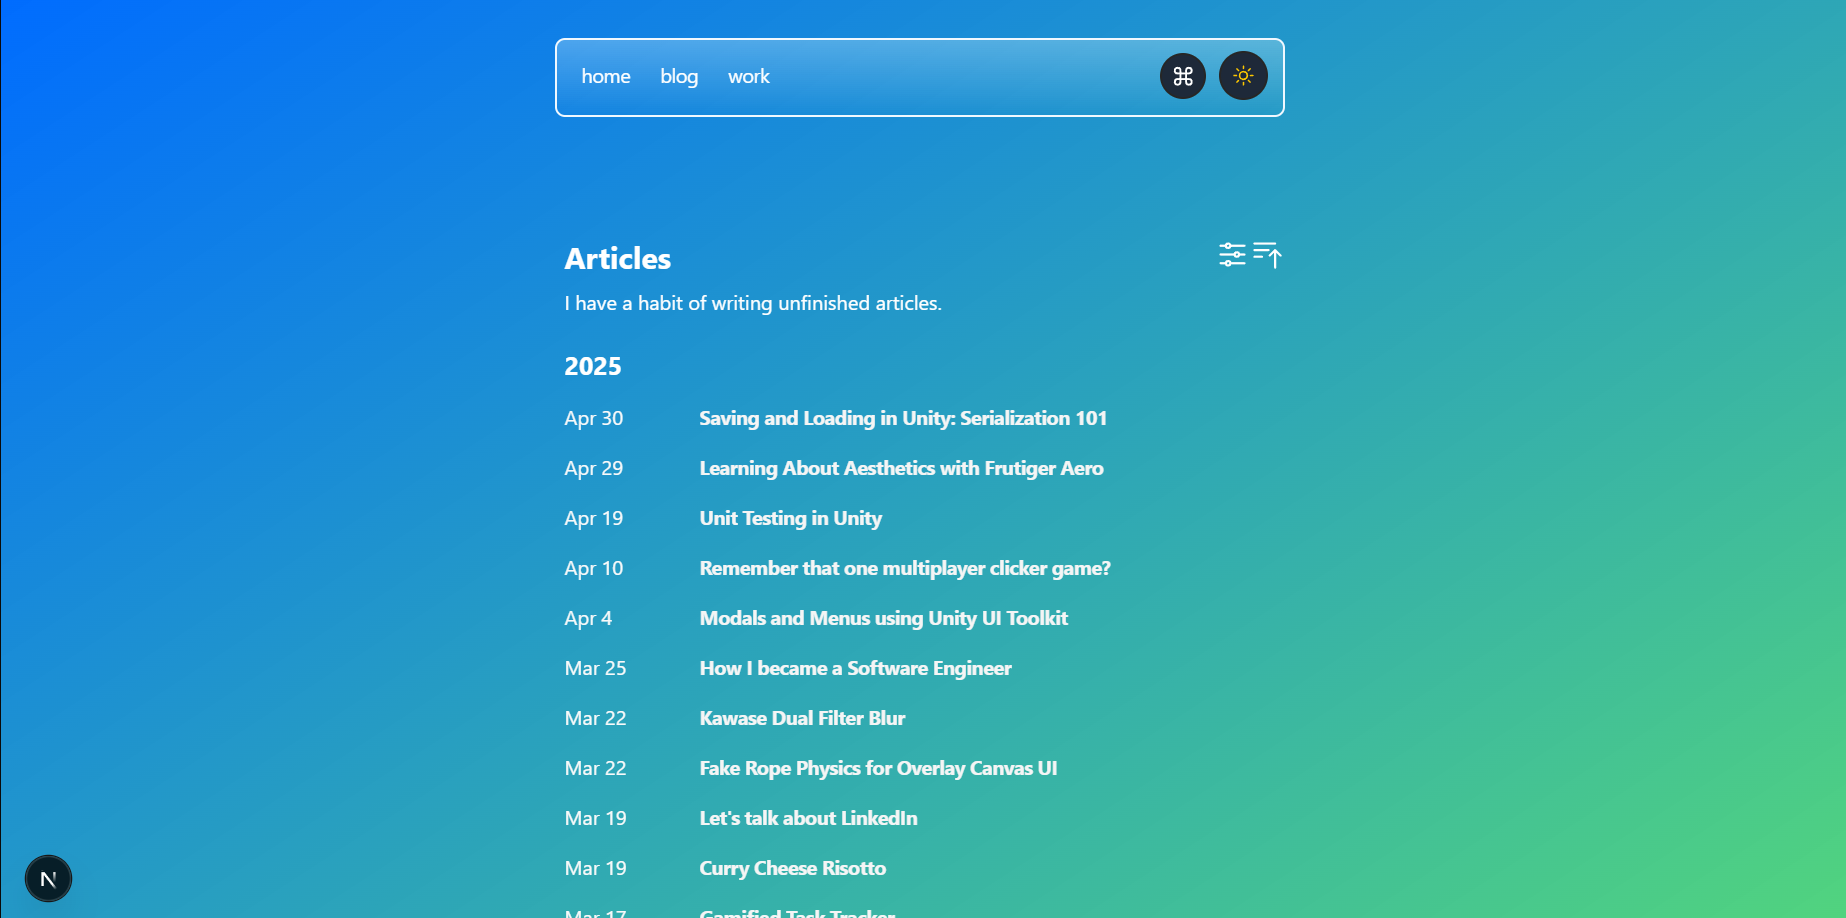 home blog work
Articles
I have a habit of writing unfinished articles.
2025
Apr 30 Saving and Loading in Unity: Serialization 101
Apr 29 Learning About Aesthetics with Frutiger Aero
Apr 19 Unit Testing in Unity
Apr 10 Remember that one multiplayer clicker game?
Apr 4 Modals and Menus using Unity UI Toolkit
Mar 25 How I became a Software Engineer
Mar 22 Kawase Dual Filter Blur
Mar 22 Fake Rope Physics for Overlay Canvas UI
Mar 19 Let's talk about LinkedIn
Mar 19 Curry Cheese Risotto
Mar 17 Gamified Task Tracker
N